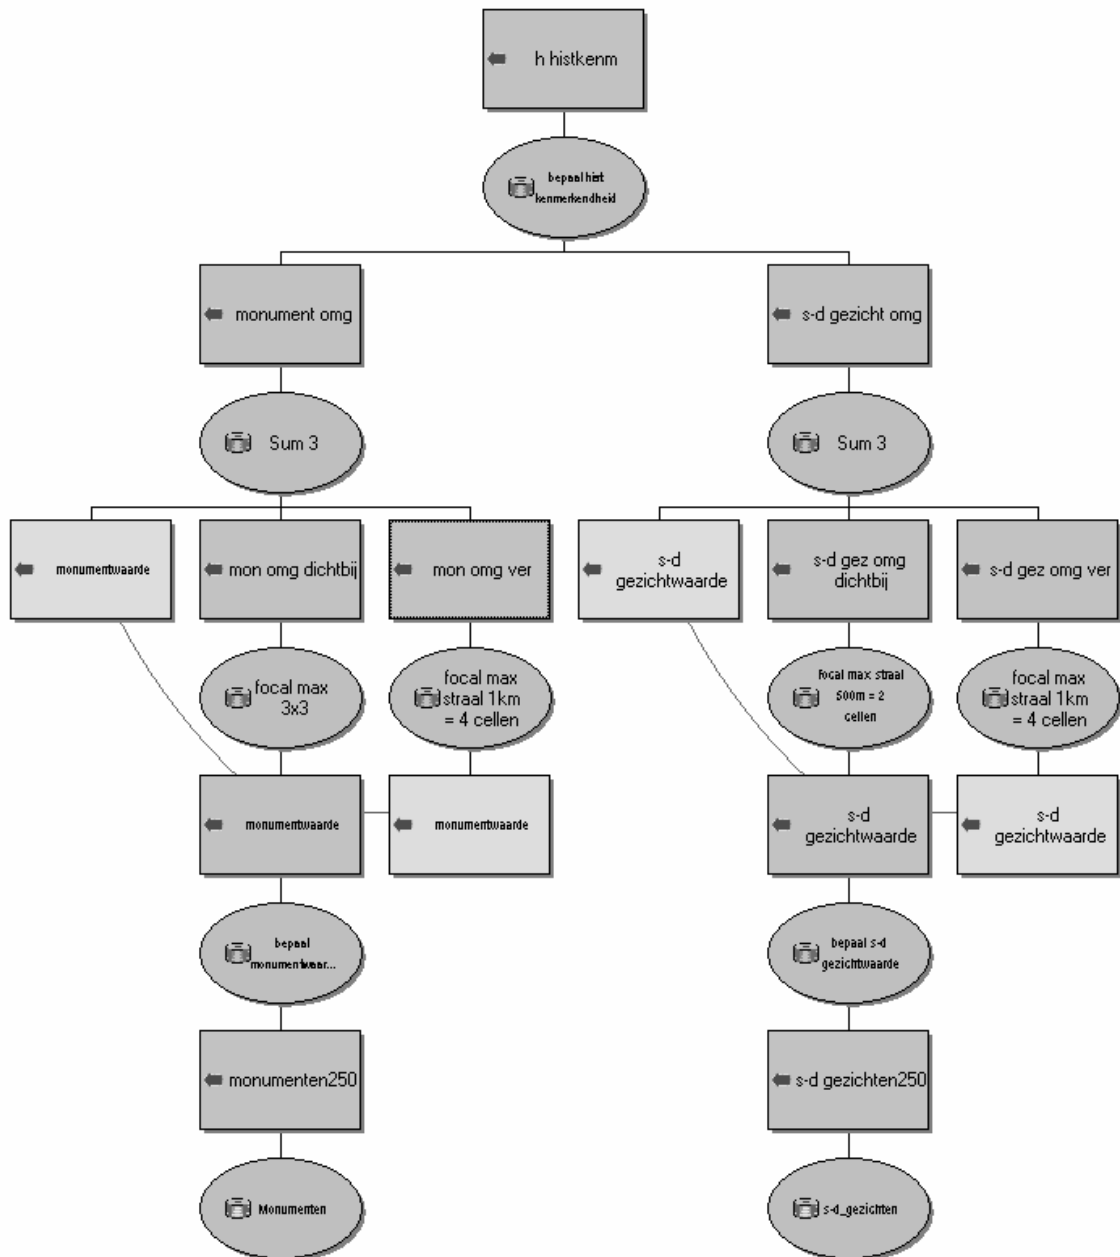 h histkenm
bepaal hist
kenmerkendheid
monument omg
s-d gezicht omg
Sum 3
Sum 3
monumentwaarde
mon omg dichtbij
mon omg ver
s-d
gezichtwaarde
s-d gez omg
dichtbij
s-d gez omg ver
focal max
3x3
focal max
straal 1km
= 4 cellen
focal max straal
500m = 2
cellen
focal max
straal 1km
= 4 cellen
monumentwaarde
monumentwaarde
s-d
gezichtwaarde
s-d
gezichtwaarde
bepaal
monumentwaar...
bepaal s-d
gezichtwaarde
monumenten250
s-d gezichten250
Monumenten
s-d_gezichten